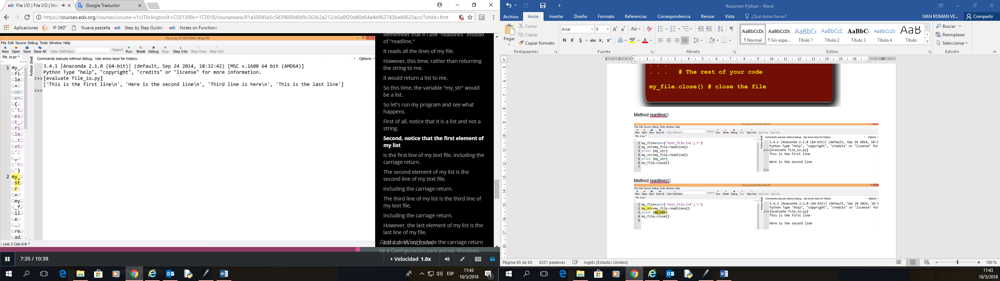 File I/O | File I/O | Mat
Google Traductor
https://courses.edx.org/courses/course-v1:UTArlingtonX+CSE1309x+1T2018/courseware/81a50045a5c5439680d8d9c363b2a212/e5e8f20d40d64a4e962743be48623acc/?child=first
Aplicaciones
IP 360°
Nueva pestaña
Step by Step Guideli
Notes on Functions
file_io.py (C:\CSE1309x): Wing IDE
File Edit Source Debug Tools Window Help
New Open Save Save All Goto Definition Search Run Break Debug Stop Step Into Step Over Step Out
file_io.py *
Python Shell
Commands execute without debug. Use arrow keys for history.
Options
3.4.1 |Anaconda 2.1.0 (64-bit)| (default, Sep 24 2014, 18:32:42) [MSC v.1600 64 bit (AMD64)]
Python Type "help", "copyright", "credits" or "license" for more information.
>>> [evaluate file_io.py]
['This is the first line\n', 'Here is the second line\n', 'Third line is here\n', 'This is the last line']
>>>
1 my_
fi
le
=
op
en
(
't
es
t_
fi
le
.t
xt
'
,
'r
')
2 my_
st
r
=
my
_f
il
e
.
re
ad
Line 2 Cols 0-6 *
Remember that if I use "readlines" instead
of "readline,"
it reads all the lines of my file.
However, this time, rather than returning
the string to me,
it would return a list to me.
So this time, the variable "my_str" would
be a list.
So let's run my program and see what
happens.
First of all, notice that it is a list and not a
string.
Second, notice that the first element of
my list
is the first line of my text file, including the
carriage return.
The second element of my list is the
second line of my text file,
including the carriage return.
The third line of my list is the third line of
my text file,
including the carriage return.
However, the last element of my list is the
last line of my file,
but it does not include the carriage return
Activar Windows
Ve a Configuración para activar Windows.
7:35 / 10:38
Velocidad 1.0x
ESP
11:43
10/5/2018
1
Resumen Python - Word
Archivo Inicio Insertar Diseño Formato Referencias Correspondencia Revisar Vista ¿Qué desea hacer?
IVAN ROMAN VE...
Compartir
Pegar
Cortar
Copiar
Copiar formato
Portapapeles
Arial 9
N K S abc x₂ x²
Fuente
Párrafo
AaBbCcDc AaBbCcDc AaBbCc AaBbCcE AaBbC AaBbCcDc AaB
¶ Normal ¶ Sin espa... Título 1 Título 2 Título 3 Título 4 Título
Estilos
Buscar
Reemplazar
Seleccionar
Edición
. . .
. . . # The rest of your code
my_file.close() # close the file
Method readline()
file_io.py (C:\CSE1309x): Wing IDE
File Edit Source Debug Tools Window Help
New Open Save Save All Goto Definition Search Run Break Debug Stop Step Into Step Over Step Out
file_io.py *
Python Shell
Commands execute without debug. Use arrow keys for history.
Options
1 my_file=open('test_file.txt','r')
2 my_str=my_file.readline()
3 print (my_str)
4 my_str=my_file.readline()
5 print (my_str)
6 my_file.close()
7
3.4.1 |Anaconda 2.1.0 (64-bit)| (default, Sep 24 2014, 18:3
Python Type "help", "copyright", "credits" or "license" for
>>> [evaluate file_io.py]
This is the first line
Here is the second line
>>>
Method readlines()
file_io.py (C:\CSE1309x): Wing IDE
File Edit Source Debug Tools Window Help
New Open Save Save All Goto Definition Search Run Break Debug Stop Step Into Step Over Step Out
file_io.py *
Python Shell
Commands execute without debug. Use arrow keys for history.
Options
1 my_file=open('test_file.txt','r')
2 my_str=my_file.readlines()
3 print (my_str)
4 my_file.close()
5
3.4.1 |Anaconda 2.1.0 (64-bit)| (default, Sep 24 2014, 18:3
Python Type "help", "copyright", "credits" or "license" for
>>> [evaluate file_io.py]
This is the first line
Here is the second line
Página 65 de 65
6331 palabras
Inglés (Estados Unidos)
100 %
ESP
11:43
10/5/2018